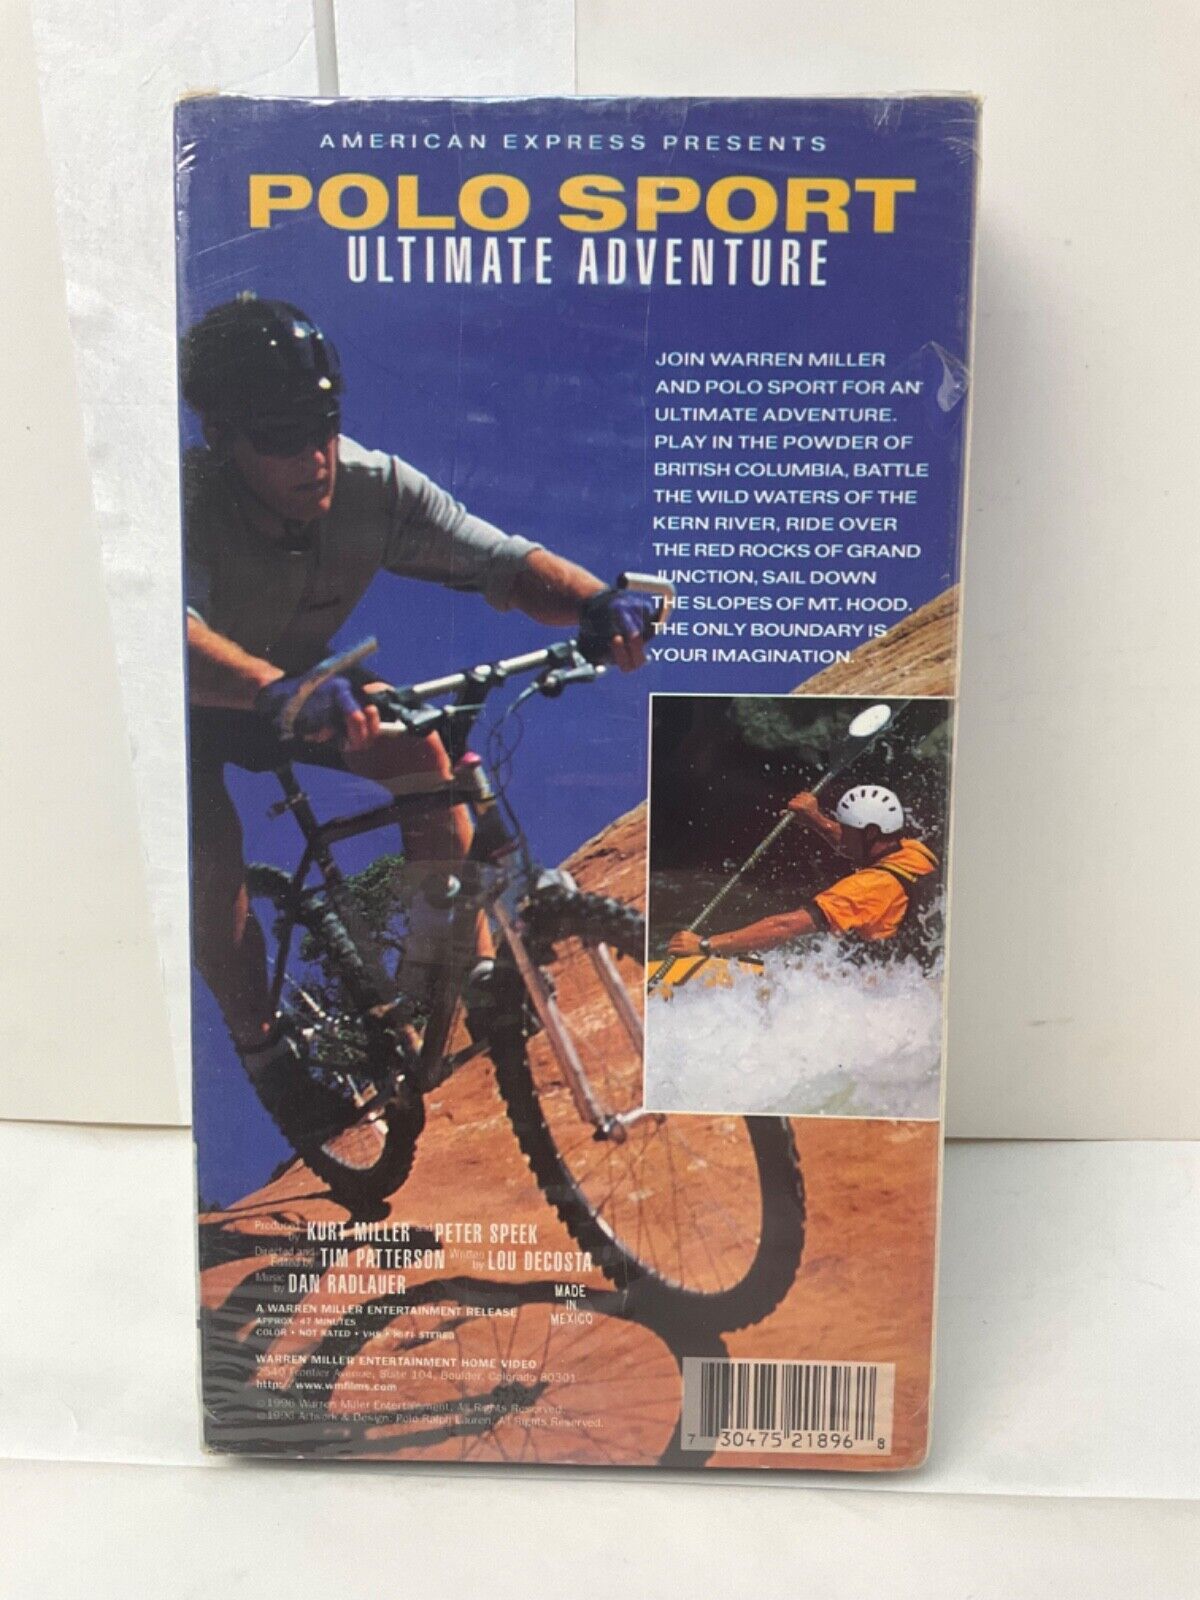 AMERICAN EXPRESS PRESENTS
POLO SPORT
ULTIMATE ADVENTURE
JOIN WARREN MILLER
AND POLO SPORT FOR AN
ULTIMATE ADVENTURE.
PLAY IN THE POWDER OF
BRITISH COLUMBIA, BATTLE
THE WILD WATERS OF THE
KERN RIVER, RIDE OVER
THE RED ROCKS OF GRAND
JUNCTION, SAIL DOWN
THE SLOPES OF MT. HOOD.
THE ONLY BOUNDARY IS
YOUR IMAGINATION.
Produced by KURT MILLER and PETER SPEEK
Directed and Edited by TIM PATTERSON Written by LOU DECOSTA
Music by DAN RADLAUER
MADE
IN
MEXICO
A WARREN MILLER ENTERTAINMENT RELEASE
APPROX. 47 MINUTES
COLOR • NOT RATED • VHS • HI-FI STEREO
WARREN MILLER ENTERTAINMENT HOME VIDEO
2540 Frontier Avenue, Suite 104, Boulder, Colorado 80301
http://www.wmfilms.com
©1996 Warren Miller Entertainment, All Rights Reserved.
©1996 Artwork & Design: Polo Ralph Lauren, All Rights Reserved.
7 30475 21896 8